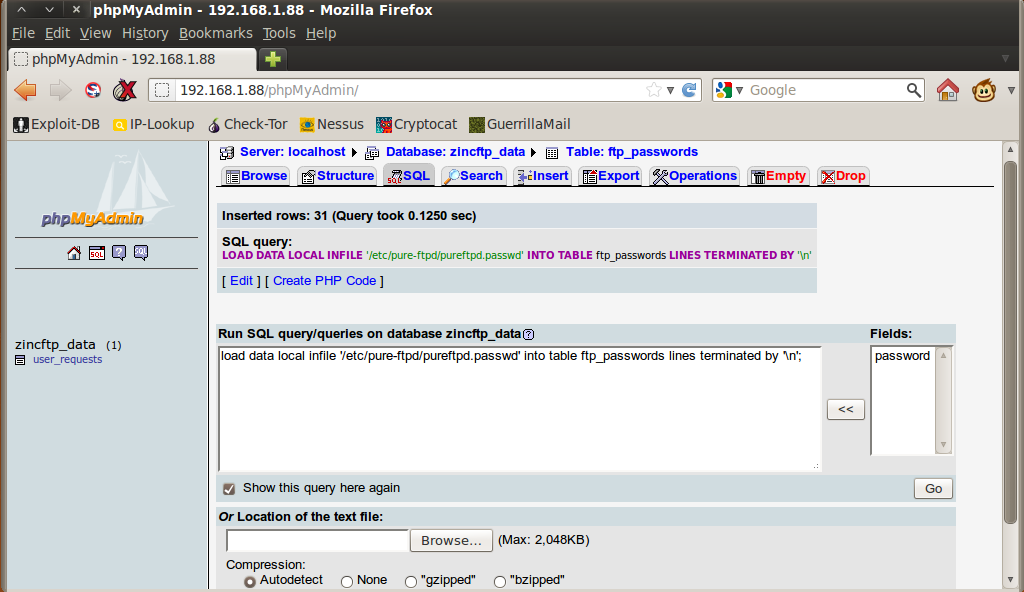 phpMyAdmin - 192.168.1.88 - Mozilla Firefox
File Edit View History Bookmarks Tools Help
phpMyAdmin - 192.168.1.88
192.168.1.88/phpMyAdmin/ Google
Exploit-DB IP-Lookup Check-Tor Nessus Cryptocat GuerrillaMail
phpMyAdmin
SQL SQL
zincftp_data (1)
user_requests
Server: localhost Database: zincftp_data Table: ftp_passwords
Browse Structure SQL Search Insert Export Operations Empty Drop
Inserted rows: 31 (Query took 0.1250 sec)
SQL query:
LOAD DATA LOCAL INFILE '/etc/pure-ftpd/pureftpd.passwd' INTO TABLE ftp_passwords LINES TERMINATED BY '\n'
[ Edit ] [ Create PHP Code ]
Run SQL query/queries on database zincftp_data Fields:
load data local infile '/etc/pure-ftpd/pureftpd.passwd' into table ftp_passwords lines terminated by '\n'; password
<<
Show this query here again Go
Or Location of the text file:
Browse... (Max: 2,048KB)
Compression:
Autodetect None "gzipped" "bzipped"